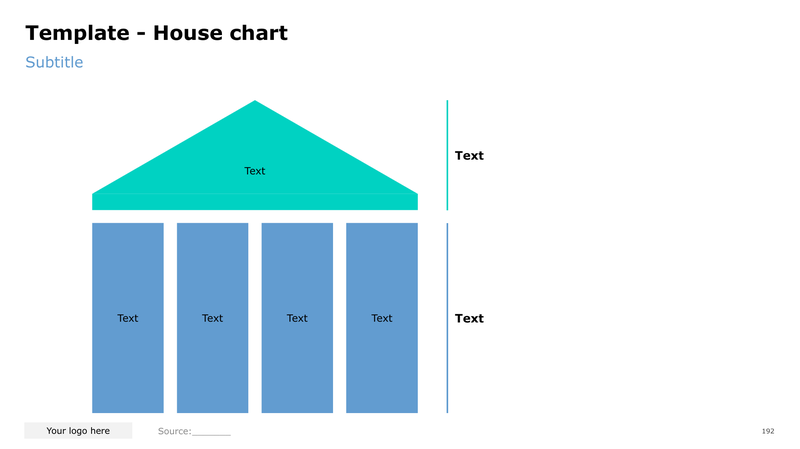 Template - House chart
Subtitle
Text
Text
Text
Text
Text
Text
Text
Your logo here
Source:_______
192